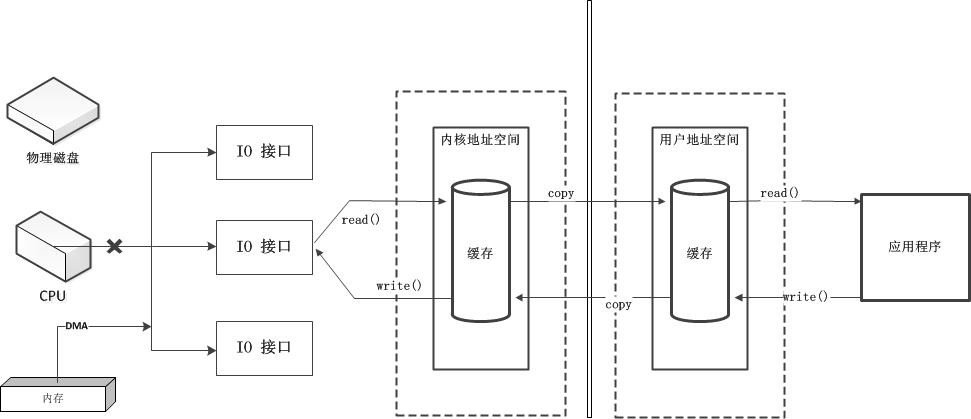 物理磁盘
CPU
DMA
内存
IO 接口
IO 接口
IO 接口
read()
write()
内核地址空间
缓存
copy
copy
用户地址空间
缓存
read()
write()
应用程序